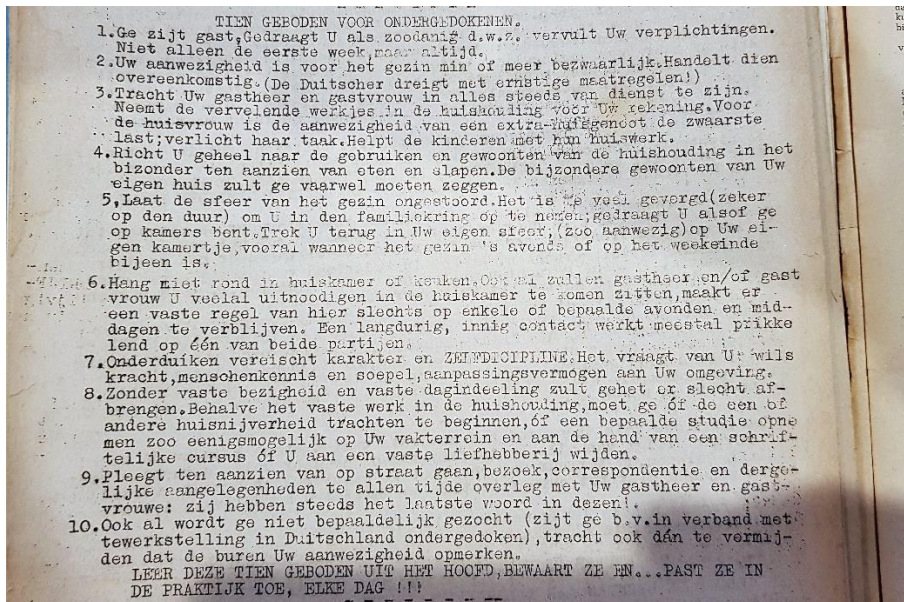 TIEN GEBODEN VOOR ONDERGEDOKENEN.
1.Ge zijt gast,Gedraagt U als zoodanig d.w.z. vervult Uw verplichtingen.
Niet alleen de eerste week,maar altijd.
2.Uw aanwezigheid is voor het gezin min of meer bezwaarlijk.Handelt dien
overeenkomstig.(De Duitscher dreigt met ernstige maatregelen!)
3.Tracht Uw gastheer en gastvrouw in alles steeds van dienst te zijn.
Neemt de vervelende werkjes in de huishouding voor Uw rekening.Voor
de huisvrouw is de aanwezigheid van een extra-huisgenoot de zwaarste
last;verlicht haar taak.Helpt de kinderen met hun huiswerk.
4.Richt U geheel naar de gebruiken en gewoonten van de huishouding in het
bizonder ten aanzien van eten en slapen.De bijzondere gewoonten van Uw
eigen huis zult ge vaarwel moeten zeggen.
5,Laat de sfeer van het gezin ongestoord.Het is te veel gevergd(zeker
op den duur) om U in den familiekring op te nemen;gedraagt U alsof ge
op kamers bent.Trek U terug in Uw eigen sfeer;(zoo aanwezig)op Uw ei-
gen kamertje,vooral wanneer het gezin 's avonds of op het weekeinde
bijeen is.
6.Hang niet rond in huiskamer of keuken.Ook al zullen gastheer en/of gast
vrouw U veelal uitnoodigen in de huiskamer te komen zitten,maakt er
een vaste regel van hier slechts op enkele of bepaalde avonden en mid-
dagen te verblijven. Een langdurig, innig contact werkt meestal prikke
lend op één van beide partijen.
7.Onderduiken vereischt karakter en ZELFDICIPLINE.Het vraagt van U: wils
kracht,menschenkennis en soepel,aanpassingsvermogen aan Uw omgeving.
8.Zonder vaste bezigheid en vaste dagindeeling zult gehet er slecht af-
brengen.Behalve het vaste werk in de huishouding,moet ge óf de een of
andere huisnijverheid trachten te beginnen,óf een bepaalde studie opne
men zoo eenigsmogelijk op Uw vakterrein en aan de hand van een schrif-
telijke cursus óf U aan een vaste liefhebberij wijden.
9.Pleegt ten aanzien van op straat gaan,bezoek,correspondentie en derge-
lijke aangelegenheden te allen tijde overleg met Uw gastheer en gast-
vrouwe: zij hebben steeds het laatste woord in dezen!.
10.Ook al wordt ge niet bepaaldelijk gezocht (zijt ge b.v.in verband met
tewerkstelling in Duitschland ondergedoken),tracht ook dán te vermij-
den dat de buren Uw aanwezigheid opmerken.
LEER DEZE TIEN GEBODEN UIT HET HOOFD,BEWAART ZE EN...PAST ZE IN
DE PRAKTIJK TOE, ELKE DAG !!!